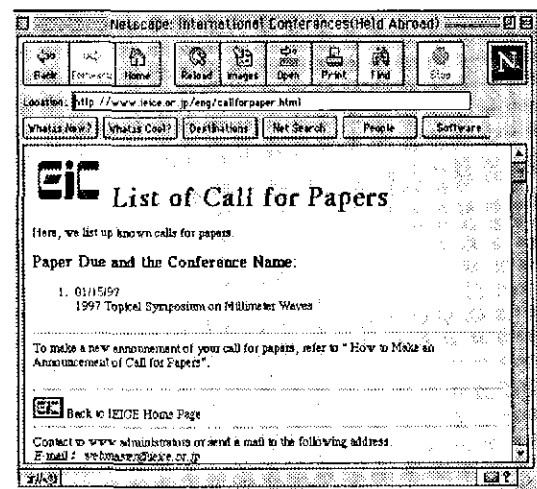 Netscape: International Conferences(Held Abroad)
Back Forward Home Reload Images Open Print Find Stop
N
Location: http://www.ieice.or.jp/eng/callforpaper.html
What's New? What's Cool? Destinations Net Search People Software
EiC List of Call for Papers
Here, we list up known calls for papers.
Paper Due and the Conference Name:
1. 01/15/97
1997 Topical Symposium on Millimeter Waves
To make a new announcement of your call for papers, refer to "How to Make an
Announcement of Call for Papers".
EiC Back to IEICE Home Page
Contact to www administrators or send a mail to the following address.
E-mail: webmaster@ieice.or.jp